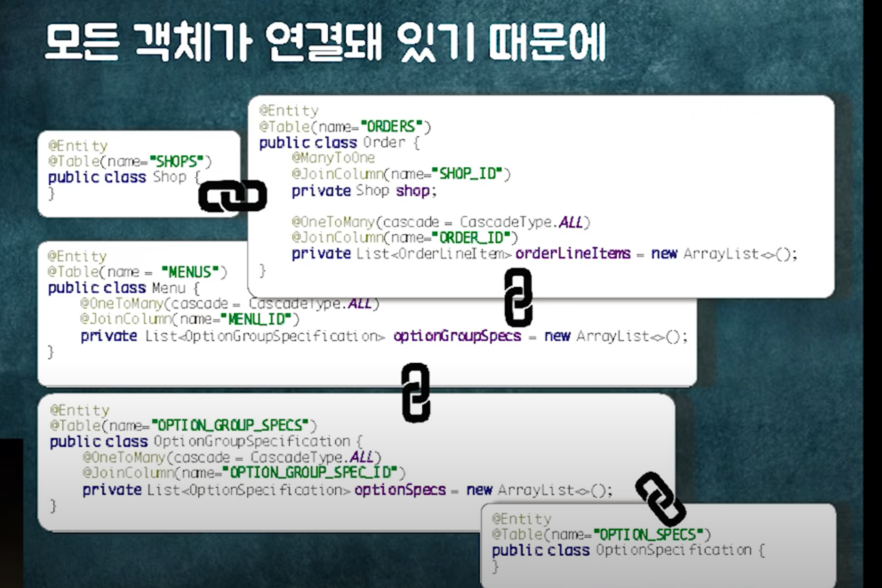 모든 객체가 연결돼 있기 때문에
@Entity
@Table(name="SHOPS")
public class Shop {
}
@Entity
@Table(name="ORDERS")
public class Order {
@ManyToOne
@JoinColumn(name="SHOP_ID")
private Shop shop;
@OneToMany(cascade = CascadeType.ALL)
@JoinColumn(name="ORDER_ID")
private List<OrderLineItem> orderLineItems = new ArrayList<>();
}
@Entity
@Table(name = "MENUS")
public class Menu {
@OneToMany(cascade = CascadeType.ALL)
@JoinColumn(name="MENU_ID")
private List<OptionGroupSpecification> optionGroupSpecs = new ArrayList<>();
}
@Entity
@Table(name="OPTION_GROUP_SPECS")
public class OptionGroupSpecification {
@OneToMany(cascade = CascadeType.ALL)
@JoinColumn(name="OPTION_GROUP_SPEC_ID")
private List<OptionSpecification> optionSpecs = new ArrayList<>();
}
@Entity
@Table(name="OPTION_SPECS")
public class OptionSpecification {
}